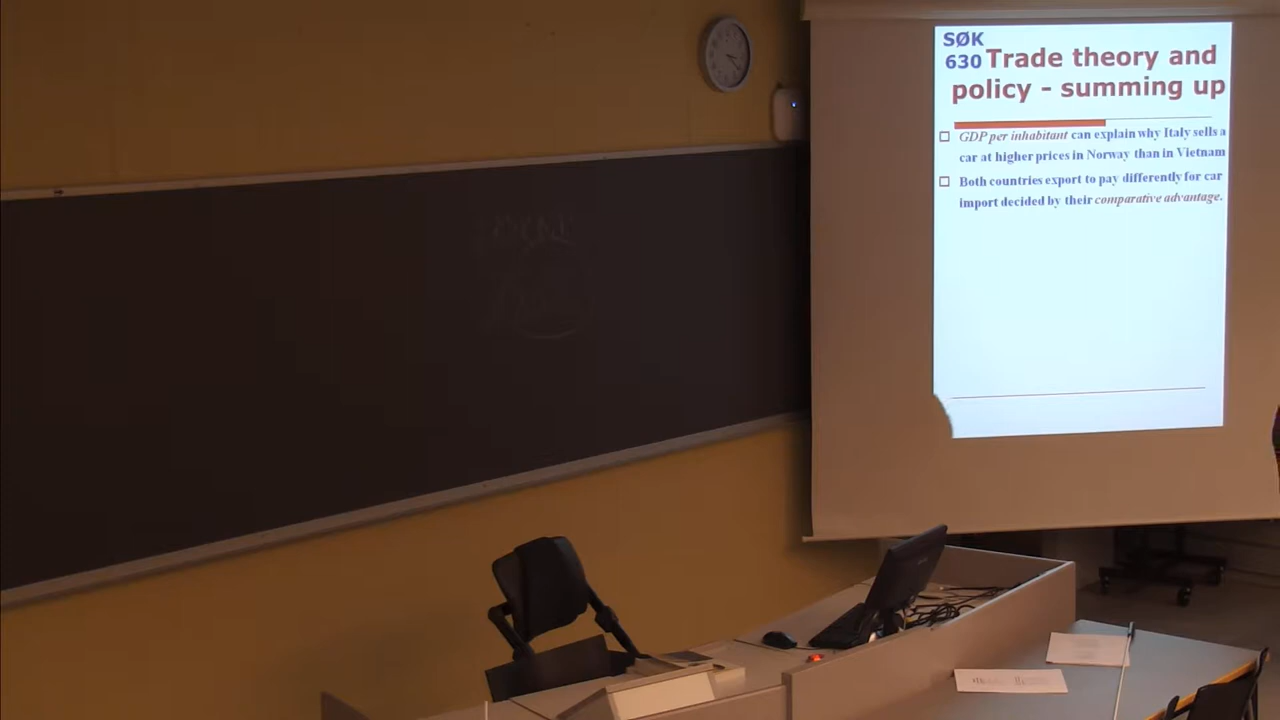 SØK
630 Trade theory and
policy - summing up
GDP per inhabitant can explain why Italy sells a
car at higher prices in Norway than in Vietnam
Both countries export to pay differently for car
import decided by their comparative advantage.